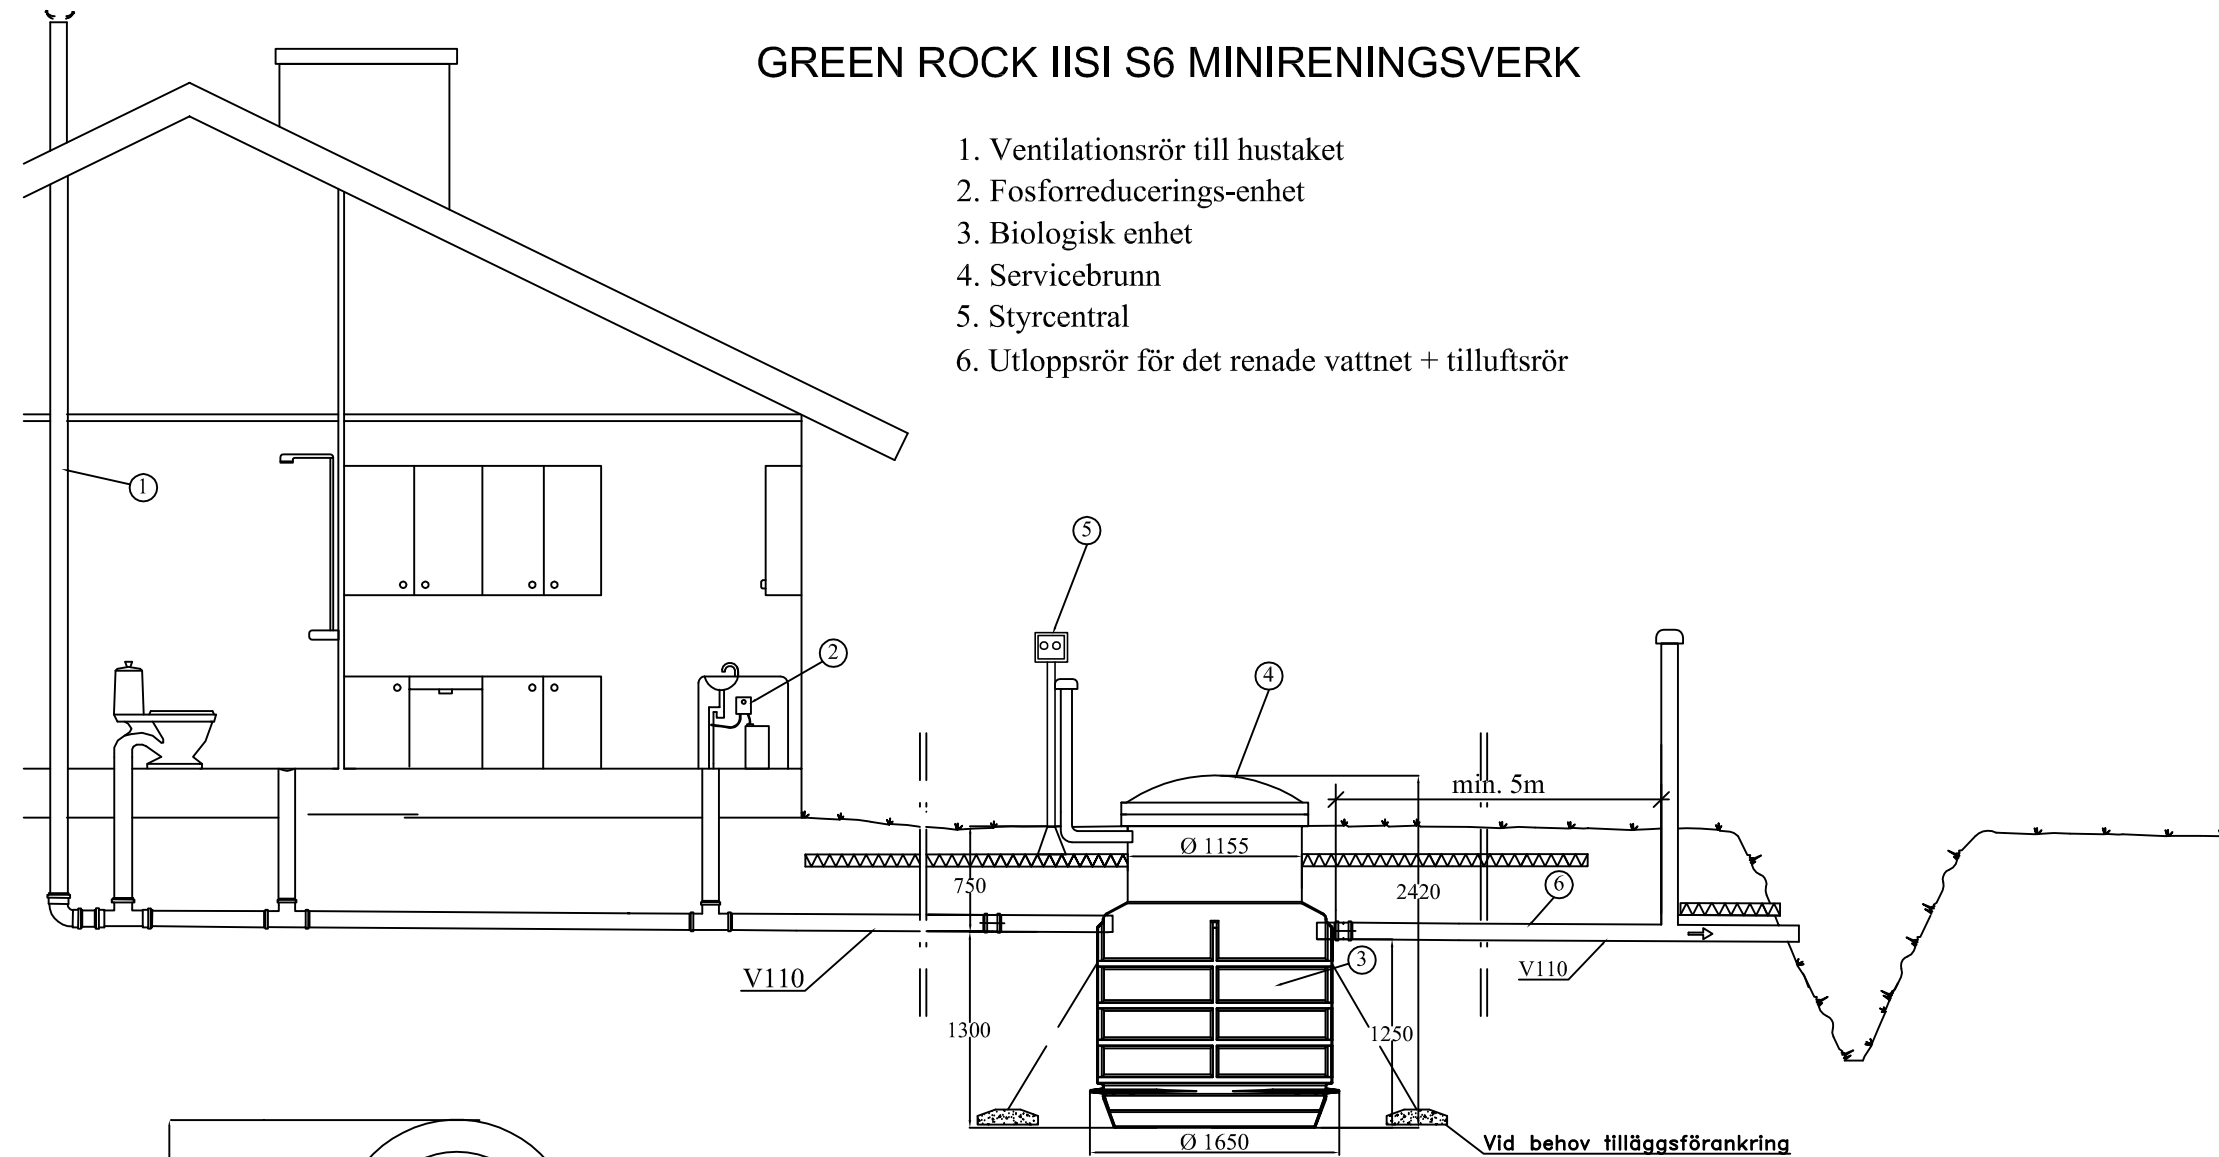 GREEN ROCK IISI S6 MINIRENINGSVERK
1. Ventilationsrör till hustaket
2. Fosforreducerings-enhet
3. Biologisk enhet
4. Servicebrunn
5. Styrcentral
6. Utloppsrör för det renade vattnet + tilluftsrör
1
5
2
4
min. 5m
Ø 1155
750
2420
6
V110
3
V110
1300
1250
Ø 1650
Vid behov tilläggsförankring